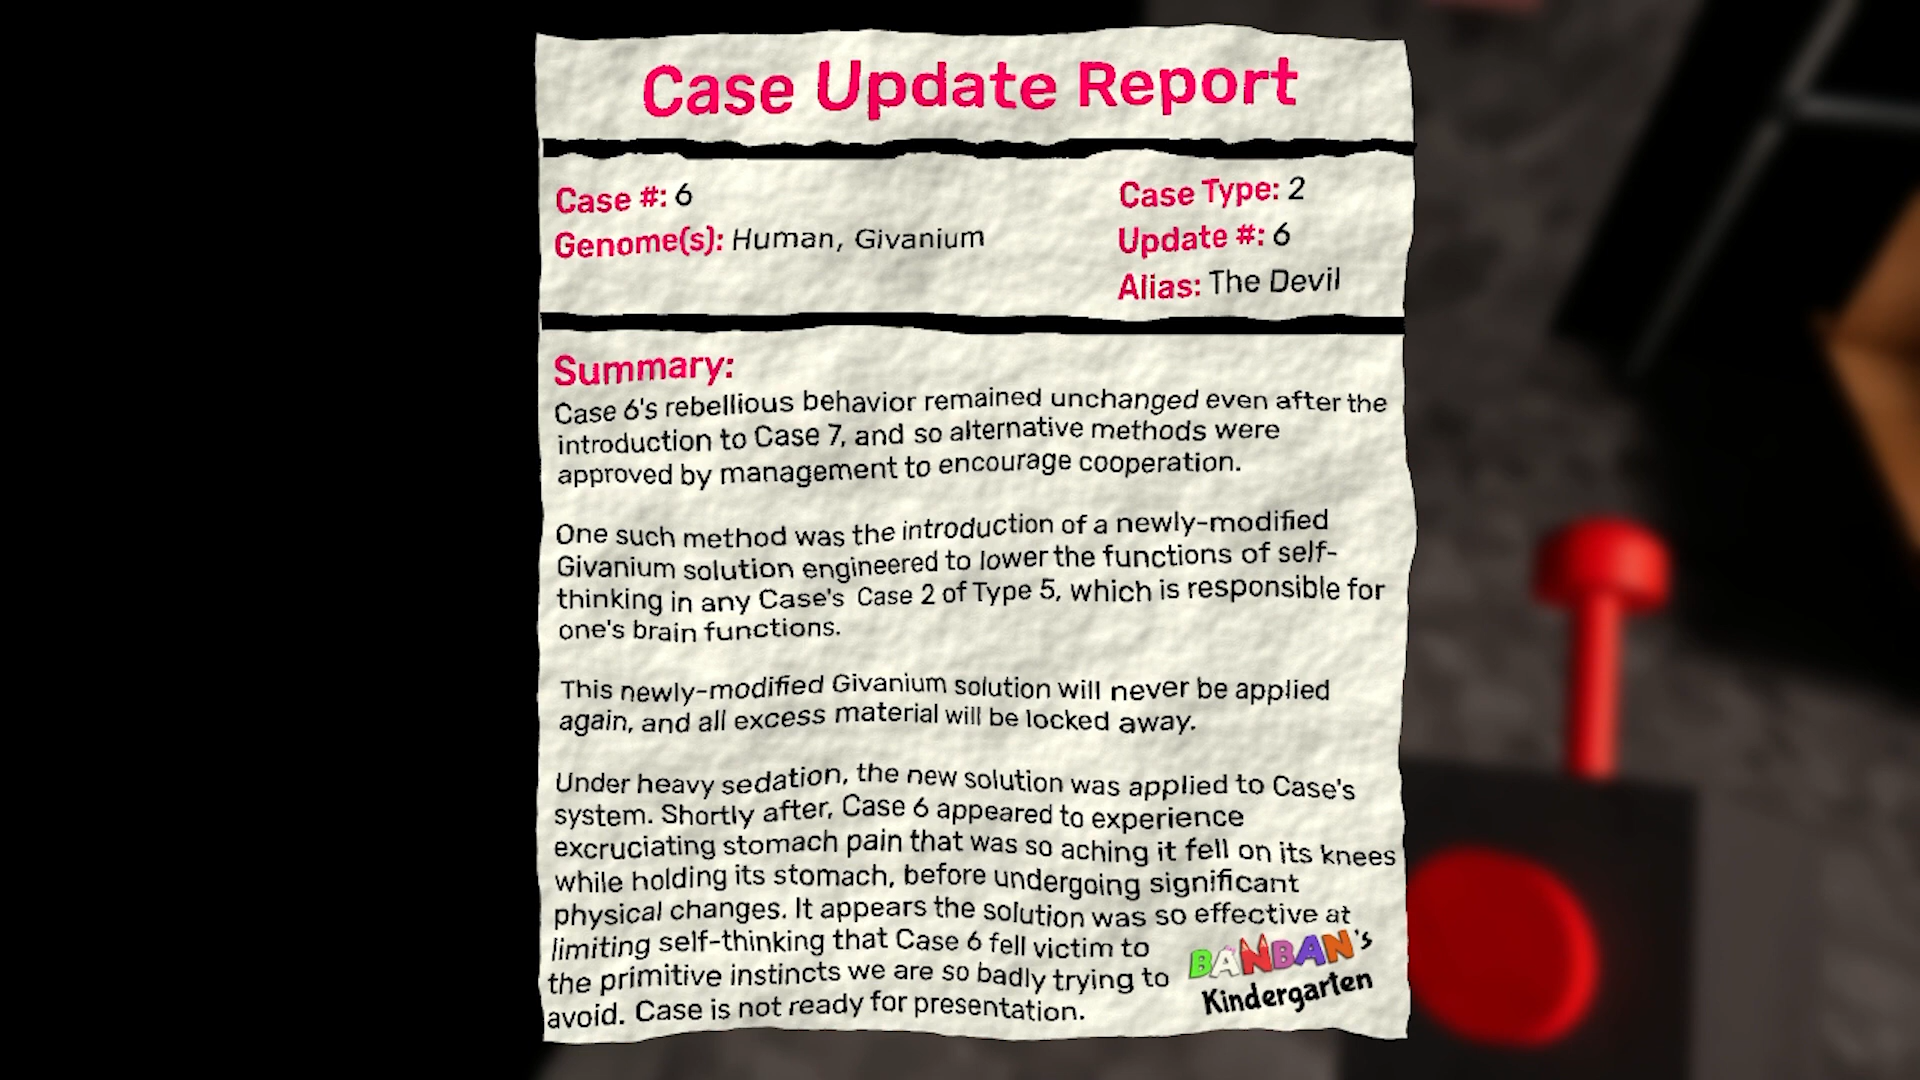 Case Update Report
Case #: 6
Case Type: 2
Genome(s): Human, Givanium
Update #: 6
Alias: The Devil
Summary:
Case 6's rebellious behavior remained unchanged even after the
introduction to Case 7, and so alternative methods were
approved by management to encourage cooperation.
One such method was the introduction of a newly-modified
Givanium solution engineered to lower the functions of self-
thinking in any Case's Case 2 of Type 5, which is responsible for
one's brain functions.
This newly-modified Givanium solution will never be applied
again, and all excess material will be locked away.
Under heavy sedation, the new solution was applied to Case's
system. Shortly after, Case 6 appeared to experience
excruciating stomach pain that was so aching it fell on its knees
while holding its stomach, before undergoing significant
physical changes. It appears the solution was so effective at
limiting self-thinking that Case 6 fell victim to
the primitive instincts we are so badly trying to
avoid. Case is not ready for presentation.
BANBAN's
Kindergarten